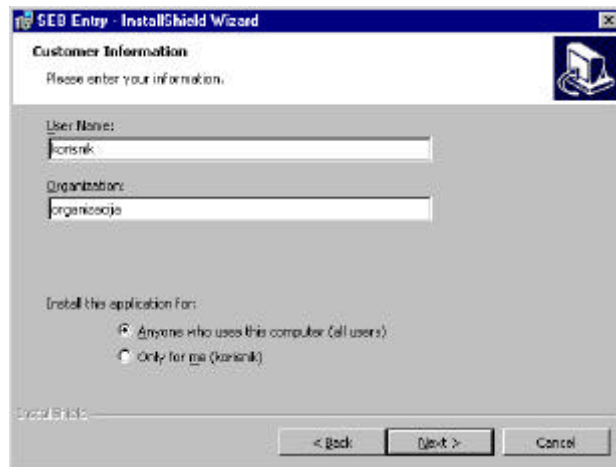 SEB Entry - InstallShield Wizard
Customer Information
Please enter your information.
User Name:
korisnik
Organization:
organizacija
Install this application for:
Anyone who uses this computer (all users)
Only for me (korisnik)
InstallShield
< Back
Next >
Cancel